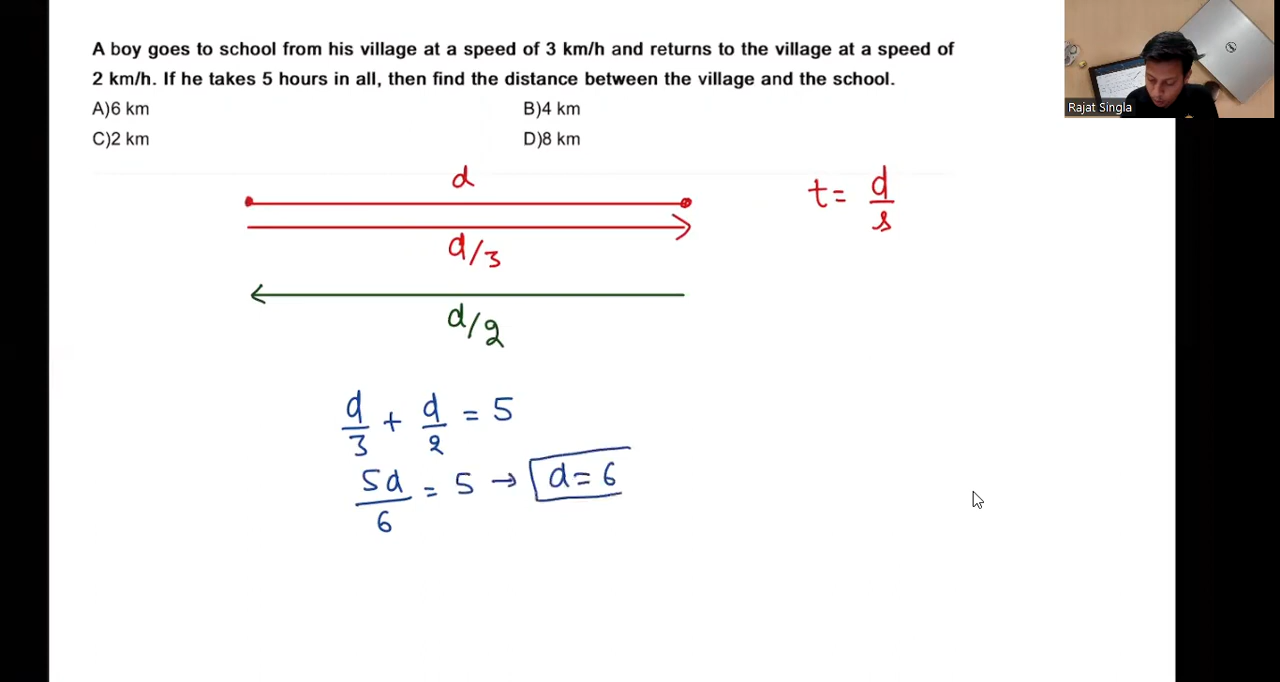 A boy goes to school from his village at a speed of 3 km/h and returns to the village at a speed of
2 km/h. If he takes 5 hours in all, then find the distance between the village and the school.
A)6 km B)4 km
C)2 km D)8 km
Rajat Singla
d
t = d/s
d/3
d/2
d/3 + d/2 = 5
5d/6 = 5 → d = 6